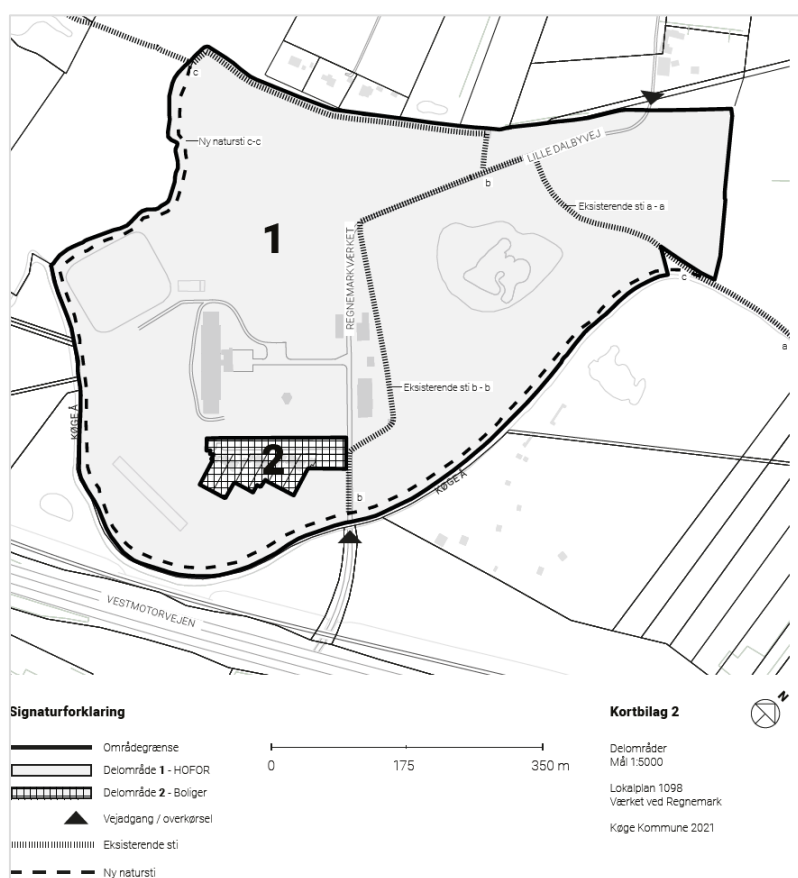 c
Ny natursti c-c
LILLE DALBYVEJ
b
Eksisterende sti a - a
1
REGNEMARKVÆRKET
c
a
Eksisterende sti b - b
KØGE Å
2
b
KØGE Å
VESTMOTORVEJEN
Signaturforklaring
Områdegrænse
Delområde 1 - HOFOR
Delområde 2 - Boliger
Vejadgang / overkørsel
Eksisterende sti
Ny natursti
0 175 350 m
Kortbilag 2
N
Delområder
Mål 1:5000
Lokalplan 1098
Værket ved Regnemark
Køge Kommune 2021